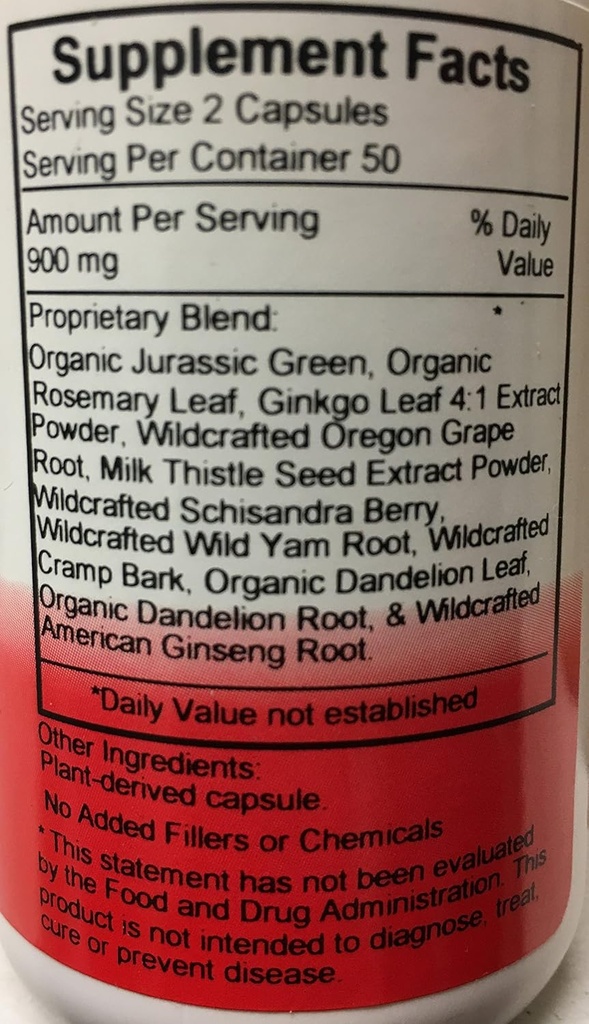 Supplement Facts
Serving Size 2 Capsules
Serving Per Container 50
Amount Per Serving % Daily
900 mg Value
Proprietary Blend: *
Organic Jurassic Green, Organic
Rosemary Leaf, Ginkgo Leaf 4:1 Extract
Powder, Wildcrafted Oregon Grape
Root, Milk Thistle Seed Extract Powder,
Wildcrafted Schisandra Berry,
Wildcrafted Wild Yam Root, Wildcrafted
Cramp Bark, Organic Dandelion Leaf,
Organic Dandelion Root, & Wildcrafted
American Ginseng Root.
*Daily Value not established
Other Ingredients:
Plant-derived capsule.
No Added Fillers or Chemicals
* This statement has not been evaluated
by the Food and Drug Administration. This
product is not intended to diagnose, treat,
cure or prevent disease.